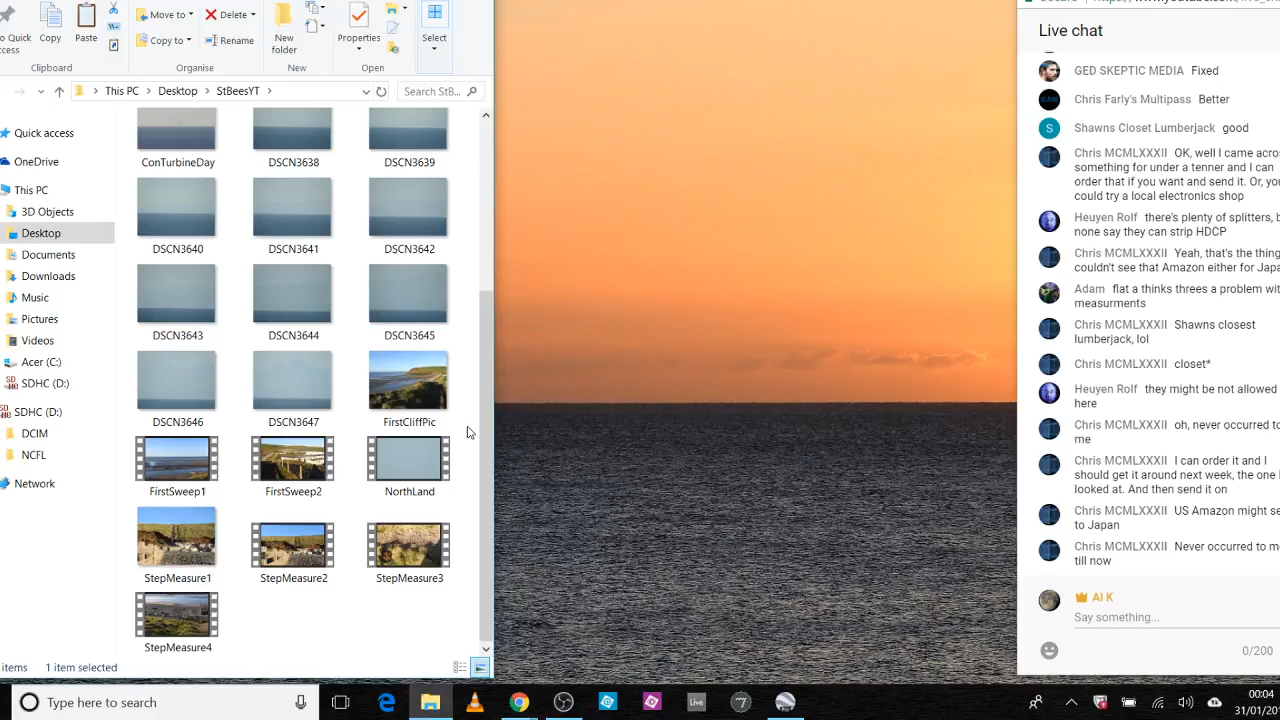 to Quick
access
Copy
Paste
Move to
Copy to
Delete
Rename
New
folder
Properties
Select
Clipboard
Organise
New
Open
This PC
Desktop
StBeesYT
Search StB...
Quick access
OneDrive
This PC
3D Objects
Desktop
Documents
Downloads
Music
Pictures
Videos
Acer (C:)
SDHC (D:)
SDHC (D:)
DCIM
NCFL
Network
ConTurbineDay
DSCN3638
DSCN3639
DSCN3640
DSCN3641
DSCN3642
DSCN3643
DSCN3644
DSCN3645
DSCN3646
DSCN3647
FirstCliffPic
FirstSweep1
FirstSweep2
NorthLand
StepMeasure1
StepMeasure2
StepMeasure3
StepMeasure4
items 1 item selected
Live chat
GED SKEPTIC MEDIA Fixed
Chris Farly's Multipass Better
S
Shawns Closet Lumberjack good
Chris MCMLXXXII OK, well I came acros
something for under a tenner and I can
order that if you want and send it. Or, you
could try a local electronics shop
Heuyen Rolf there's plenty of splitters, b
none say they can strip HDCP
Chris MCMLXXXII Yeah, that's the thing
couldn't see that Amazon either for Japa
Adam flat a thinks threes a problem wit
measurments
Chris MCMLXXXII Shawns closest
lumberjack, lol
Chris MCMLXXXII closet*
Heuyen Rolf they might be not allowed
here
Chris MCMLXXXII oh, never occurred to
me
Chris MCMLXXXII I can order it and I
should get it around next week, the one I
looked at. And then send it on
Chris MCMLXXXII US Amazon might se
to Japan
Chris MCMLXXXII Never occurred to m
till now
Al K
Say something...
0/200
Type here to search
Live
00:04
31/01/20